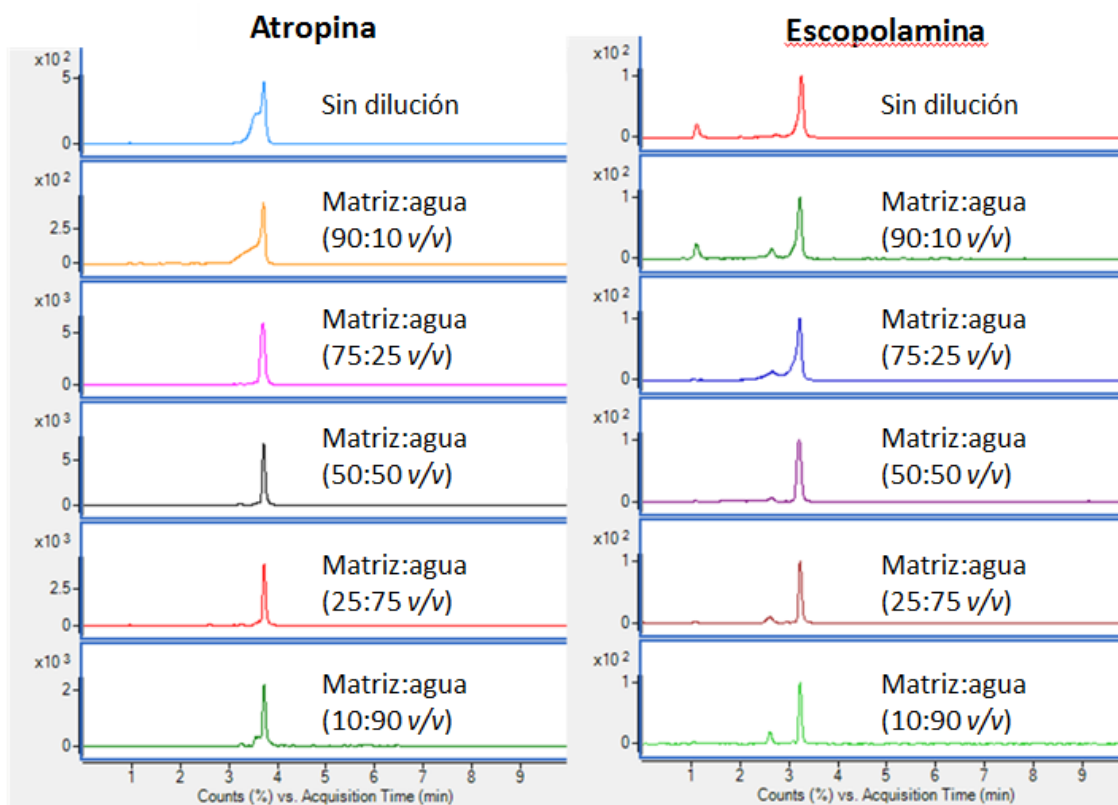 Atropina
x10 2
5
0
Sin dilución
x10 2
2.5
0
Matriz:agua
(90:10 v/v)
x10 3
5
0
Matriz:agua
(75:25 v/v)
x10 3
5
0
Matriz:agua
(50:50 v/v)
x10 3
2.5
0
Matriz:agua
(25:75 v/v)
x10 3
2
0
Matriz:agua
(10:90 v/v)
1 2 3 4 5 6 7 8 9
Counts (%) vs. Acquisition Time (min)
Escopolamina
x10 2
1
0
Sin dilución
x10 2
1
0
Matriz:agua
(90:10 v/v)
x10 2
1
0
Matriz:agua
(75:25 v/v)
x10 2
1
0
Matriz:agua
(50:50 v/v)
x10 2
1
0
Matriz:agua
(25:75 v/v)
x10 2
1
0
Matriz:agua
(10:90 v/v)
1 2 3 4 5 6 7 8 9
Counts (%) vs. Acquisition Time (min)